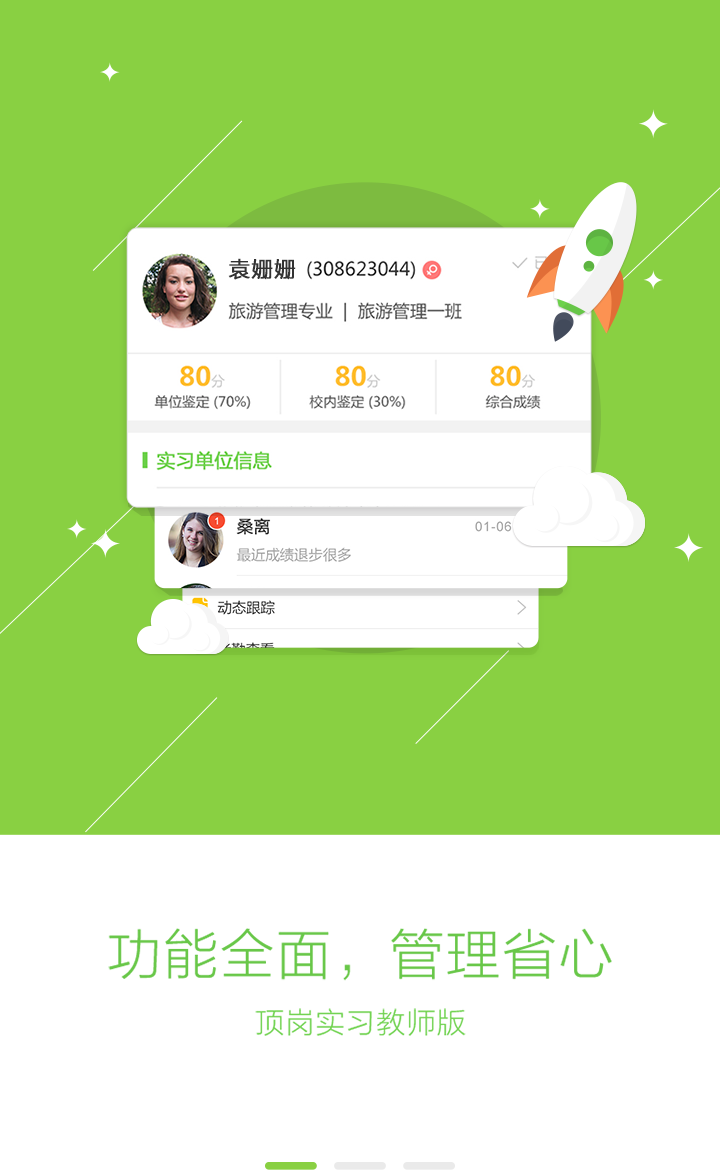 袁姗姗 (308623044)
旅游管理专业 | 旅游管理一班
80分 80分 80分
单位鉴定 (70%) 校内鉴定 (30%) 综合成绩
实习单位信息
1
桑离 01-06
最近成绩退步很多
动态跟踪
功能全面，管理省心
顶岗实习教师版